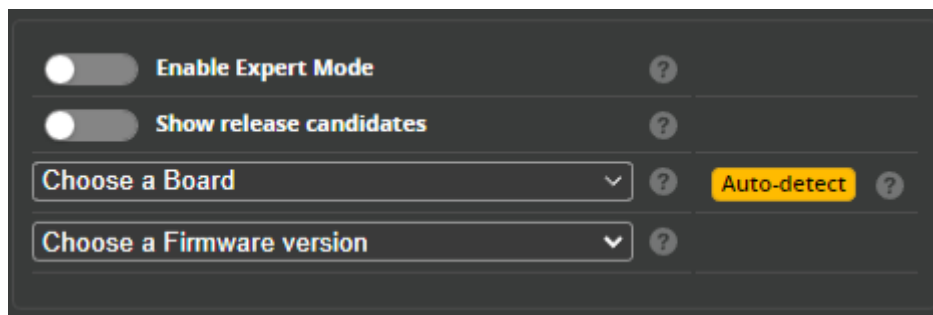 Enable Expert Mode
Show release candidates
Choose a Board
Auto-detect
Choose a Firmware version